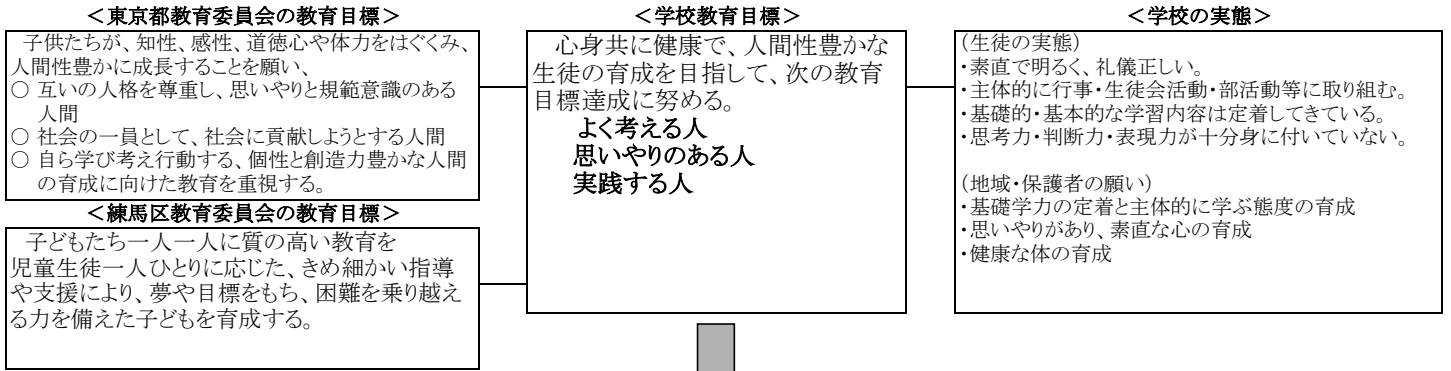 ＜東京都教育委員会の教育目標＞
子供たちが、知性、感性、道徳心や体力をはぐくみ、
人間性豊かに成長することを願い、
○ 互いの人格を尊重し、思いやりと規範意識のある
人間
○ 社会の一員として、社会に貢献しようとする人間
○ 自ら学び考え行動する、個性と創造力豊かな人間
の育成に向けた教育を重視する。
＜練馬区教育委員会の教育目標＞
子どもたち一人一人に質の高い教育を
児童生徒一人ひとりに応じた、きめ細かい指導
や支援により、夢や目標をもち、困難を乗り越え
る力を備えた子どもを育成する。
＜学校教育目標＞
心身共に健康で、人間性豊かな
生徒の育成を目指して、次の教育
目標達成に努める。
よく考える人
思いやりのある人
実践する人
＜学校の実態＞
(生徒の実態)
・素直で明るく、礼儀正しい。
・主体的に行事・生徒会活動・部活動等に取り組む。
・基礎的・基本的な学習内容は定着してきている。
・思考力・判断力・表現力が十分身に付いていない。
(地域・保護者の願い)
・基礎学力の定着と主体的に学ぶ態度の育成
・思いやりがあり、素直な心の育成
・健康な体の育成